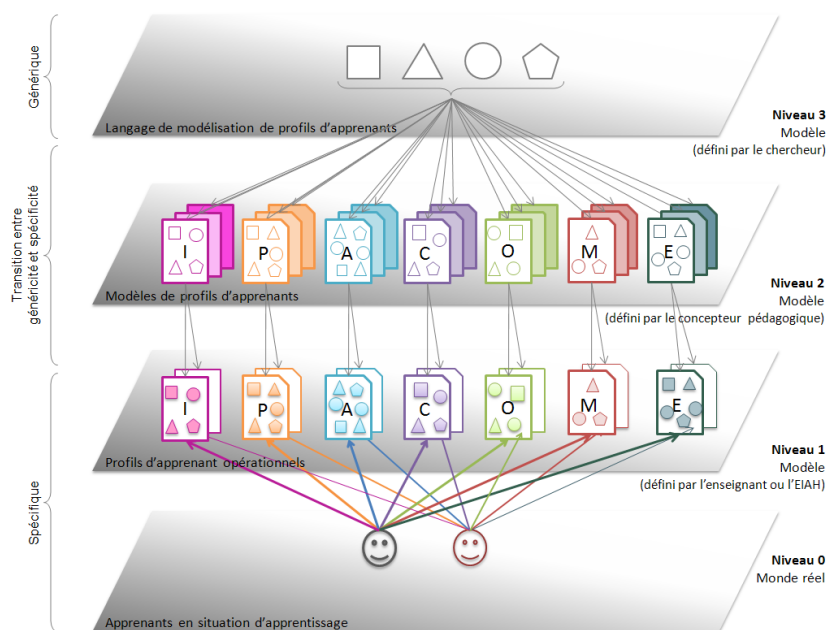 Générique
Langage de modélisation de profils d'apprenants
Niveau 3
Modèle
(défini par le chercheur)
Transition entre
généricité et spécificité
I
P
A
C
O
M
E
Modèles de profils d'apprenants
Niveau 2
Modèle
(défini par le concepteur pédagogique)
Spécifique
I
P
A
C
O
M
E
Profils d'apprenant opérationnels
Niveau 1
Modèle
(défini par l'enseignant ou l'EIAH)
Niveau 0
Monde réel
Apprenants en situation d'apprentissage